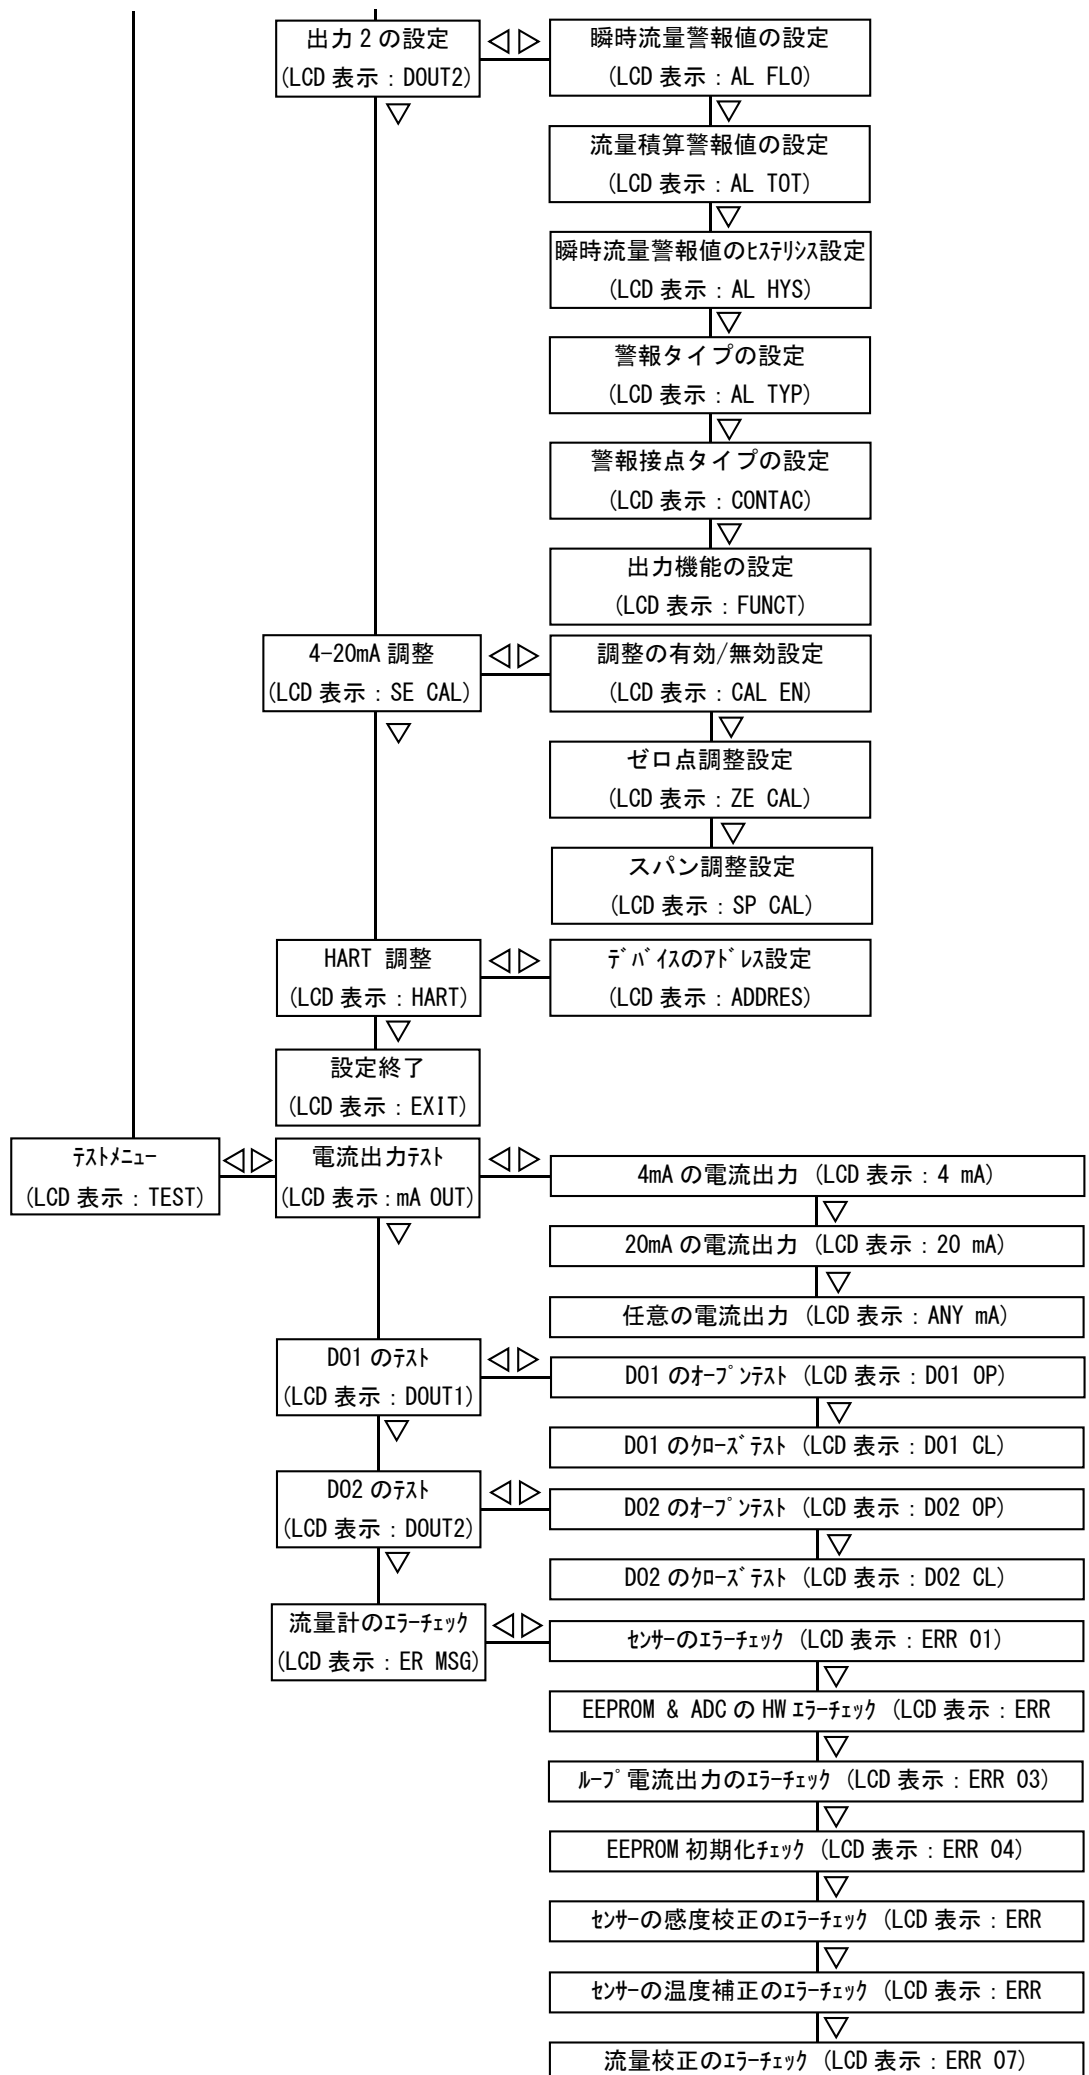 出力 2 の設定
(LCD 表示：DOUT2)
瞬時流量警報値の設定
(LCD 表示：AL FLO)
流量積算警報値の設定
(LCD 表示：AL TOT)
瞬時流量警報値のﾋｽﾃﾘｼｽ設定
(LCD 表示：AL HYS)
警報タイプの設定
(LCD 表示：AL TYP)
警報接点タイプの設定
(LCD 表示：CONTAC)
出力機能の設定
(LCD 表示：FUNCT)
4-20mA 調整
(LCD 表示：SE CAL)
調整の有効/無効設定
(LCD 表示：CAL EN)
ゼロ点調整設定
(LCD 表示：ZE CAL)
スパン調整設定
(LCD 表示：SP CAL)
HART 調整
(LCD 表示：HART)
ﾃﾞﾊﾞｲｽのｱﾄﾞﾚｽ設定
(LCD 表示：ADDRES)
設定終了
(LCD 表示：EXIT)
ﾃｽﾄﾒﾆｭｰ
(LCD 表示：TEST)
電流出力ﾃｽﾄ
(LCD 表示：mA OUT)
4mA の電流出力 (LCD 表示：4 mA)
20mA の電流出力 (LCD 表示：20 mA)
任意の電流出力 (LCD 表示：ANY mA)
DO1 のﾃｽﾄ
(LCD 表示：DOUT1)
DO1 のｵｰﾌﾟﾝﾃｽﾄ (LCD 表示：DO1 OP)
DO1 のｸﾛｰｽﾞﾃｽﾄ (LCD 表示：DO1 CL)
DO2 のﾃｽﾄ
(LCD 表示：DOUT2)
DO2 のｵｰﾌﾟﾝﾃｽﾄ (LCD 表示：DO2 OP)
DO2 のｸﾛｰｽﾞﾃｽﾄ (LCD 表示：DO2 CL)
流量計のｴﾗｰﾁｪｯｸ
(LCD 表示：ER MSG)
ｾﾝｻｰのｴﾗｰﾁｪｯｸ (LCD 表示：ERR 01)
EEPROM & ADC の HW ｴﾗｰﾁｪｯｸ (LCD 表示：ERR
ﾙｰﾌﾟ電流出力のｴﾗｰﾁｪｯｸ (LCD 表示：ERR 03)
EEPROM 初期化ﾁｪｯｸ (LCD 表示：ERR 04)
ｾﾝｻｰの感度校正のｴﾗｰﾁｪｯｸ (LCD 表示：ERR
ｾﾝｻｰの温度補正のｴﾗｰﾁｪｯｸ (LCD 表示：ERR
流量校正のｴﾗｰﾁｪｯｸ (LCD 表示：ERR 07)